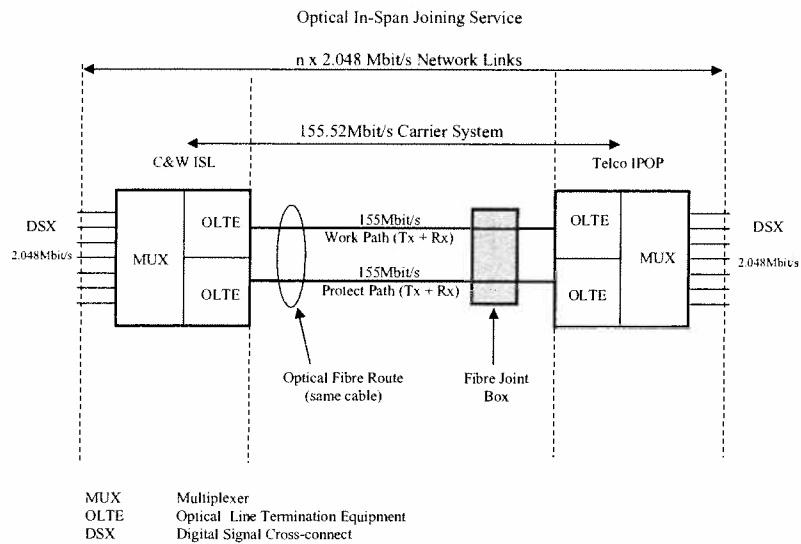 Optical In-Span Joining Service
n x 2.048 Mbit/s Network Links
155.52Mbit/s Carrier System
C&W ISL
Telco IPOP
DSX
2.048Mbit/s
MUX
OLTE
OLTE
155Mbit/s
Work Path (Tx + Rx)
155Mbit/s
Protect Path (Tx + Rx)
OLTE
OLTE
MUX
DSX
2.048Mbit/s
Optical Fibre Route
(same cable)
Fibre Joint
Box
MUX Multiplexer
OLTE Optical Line Termination Equipment
DSX Digital Signal Cross-connect